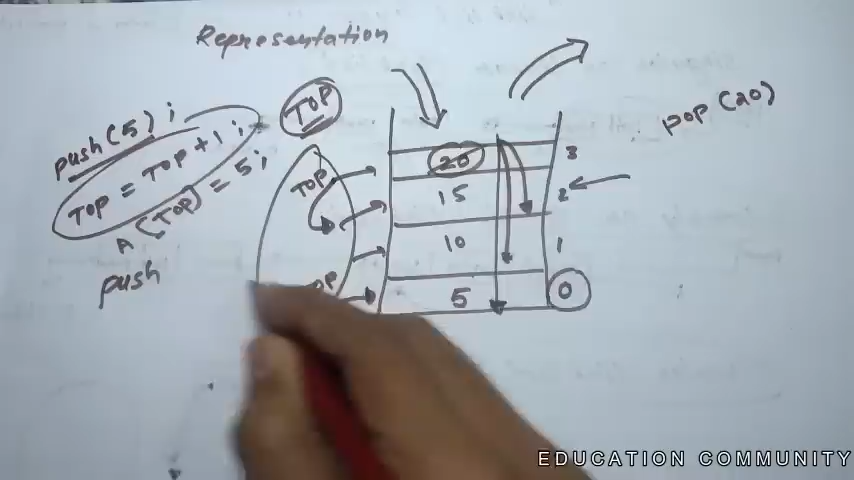 Representation
push(5);
TOP = TOP+1;
A[TOP] = 5;
push
TOP
TOP
20
15
10
5
3
2
1
0
pop(20)
EDUCATION COMMUNITY